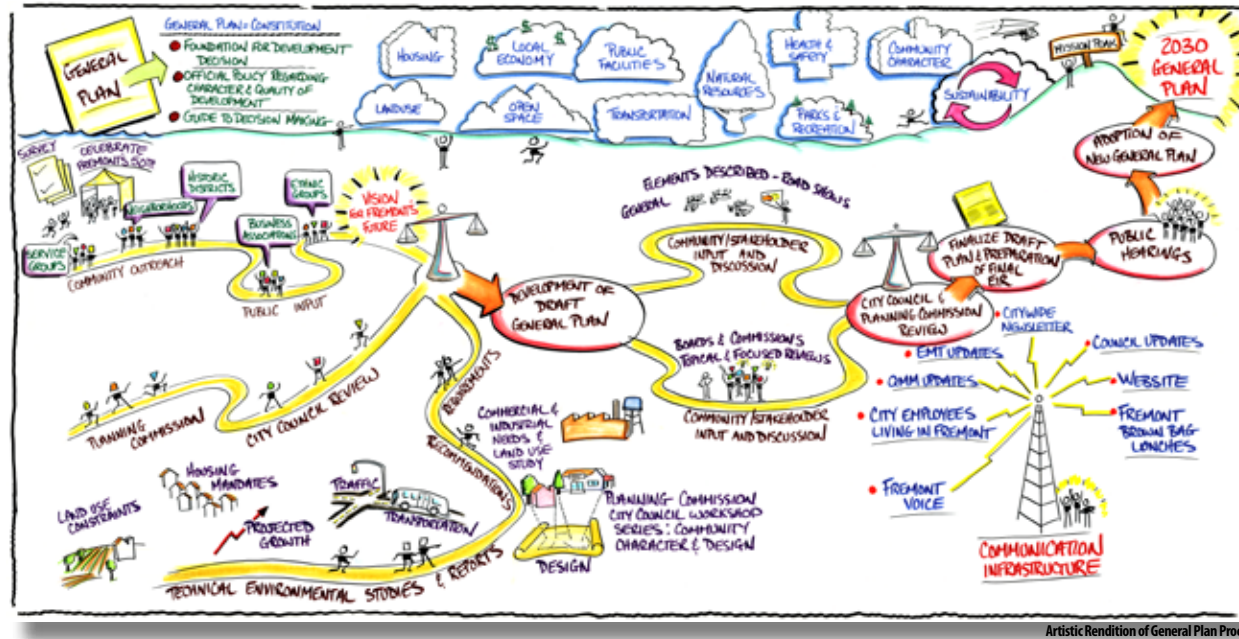 GENERAL
PLAN
GENERAL PLAN = CONSTITUTION
FOUNDATION FOR DEVELOPMENT
DECISION
OFFICIAL POLICY REGARDING
CHARACTER & QUALITY OF
DEVELOPMENT
GUIDE TO DECISION MAKING
HOUSING
LOCAL
ECONOMY
PUBLIC
FACILITIES
NATURAL
RESOURCES
HEALTH &
SAFETY
COMMUNITY
CHARACTER
LANDUSE
OPEN
SPACE
TRANSPORTATION
PARKS &
RECREATION
SUSTAINABILITY
MISSION PEAK
2030
GENERAL
PLAN
SURVEY
CELEBRATE
FREMONTS 50TH
SERVICE
GROUPS
NEIGHBORHOODS
HISTORIC
DISTRICTS
BUSINESS
ASSOCIATIONS
ETHNIC
GROUPS
COMMUNITY OUTREACH
PUBLIC INPUT
VISION
FOR FREMONT'S
FUTURE
PLANNING
COMMISSION
CITY COUNCIL REVIEW
DEVELOPMENT OF
DRAFT
GENERAL PLAN
ELEMENTS DESCRIBED - ROAD SHOWS
GENERAL
COMMUNITY/STAKEHOLDER
INPUT AND
DISCUSSION
BOARDS & COMMISSIONS
TOPICAL & FOCUSED REVIEWS
COMMUNITY/STAKEHOLDER
INPUT AND DISCUSSION
CITY COUNCIL &
PLANNING COMMISSION
REVIEW
FINALIZE DRAFT
PLAN & PREPARATION
OF FINAL
EIR
PUBLIC
HEARINGS
ADOPTION OF
NEW GENERAL PLAN
LAND USE
CONSTRAINTS
HOUSING
MANDATES
PROJECTED
GROWTH
TRAFFIC
TRANSPORTATION
TECHNICAL ENVIRONMENTAL STUDIES & REPORTS
RECOMMENDATIONS
REQUIREMENTS
COMMERCIAL &
INDUSTRIAL
NEEDS &
LAND USE
STUDY
DESIGN
PLANNING COMMISSION
CITY COUNCIL WORKSHOP
SERIES: COMMUNITY
CHARACTER & DESIGN
CITYWIDE
NEWSLETTER
EMT UPDATES
COUNCIL UPDATES
OMM UPDATES
WEBSITE
CITY EMPLOYEES
LIVING IN FREMONT
FREMONT
BROWN BAG
LUNCHES
FREMONT
VOICE
COMMUNICATION
INFRASTRUCTURE
Artistic Rendition of General Plan